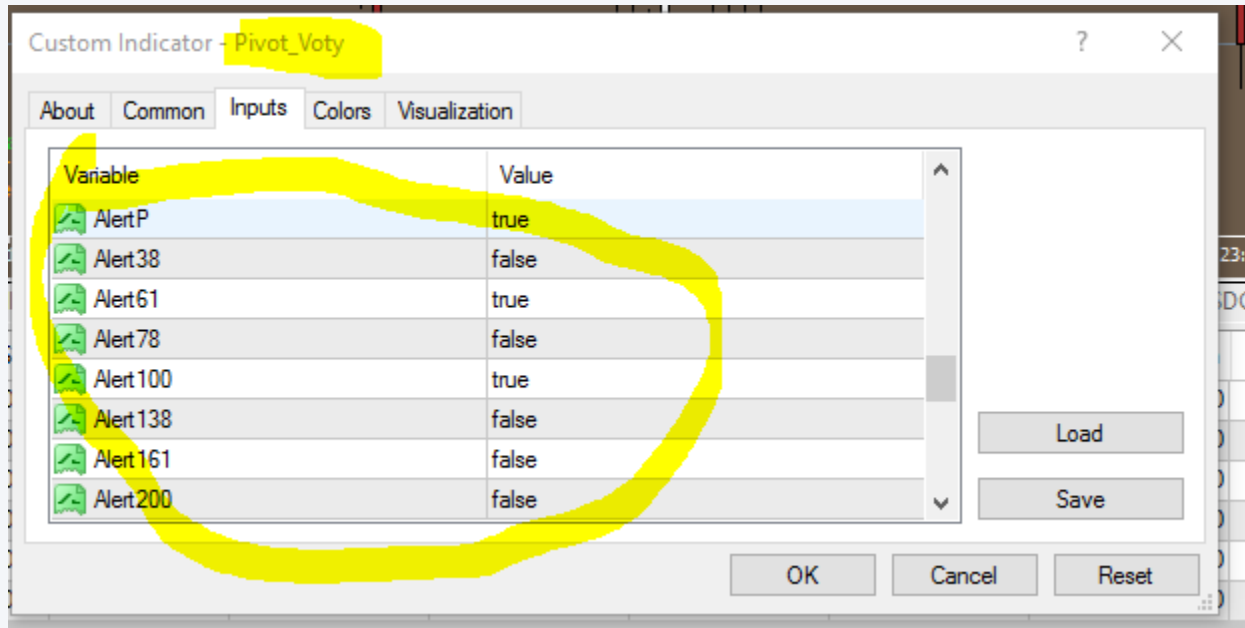 Custom Indicator - Pivot_Voty ?
About Common Inputs Colors Visualization
Variable Value
AlertP true
Alert38 false
Alert61 true
Alert78 false
Alert100 true
Alert138 false
Alert161 false
Alert200 false
Load
Save
OK Cancel Reset
23: